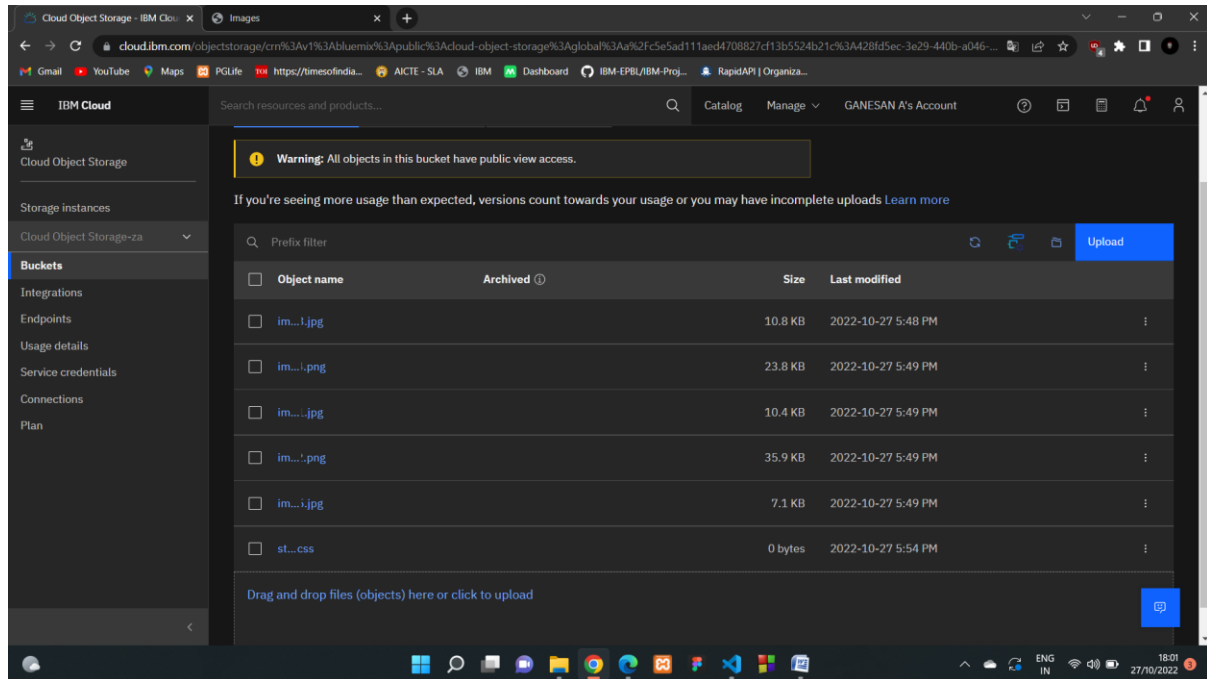 Cloud Object Storage - IBM Clou
Images
cloud.ibm.com/objectstorage/crn%3Av1%3Abluemix%3Apublic%3Acloud-object-storage%3Aglobal%3Aa%2Fc5e5ad111aed4708827cf13b5524b21c%3A428fd5ec-3e29-440b-a046-...
Gmail YouTube Maps PGLife https://timesofindia... AICTE - SLA IBM Dashboard IBM-EPBL/IBM-Proj... RapidAPI | Organiza...
IBM Cloud Search resources and products... Catalog Manage GANESAN A's Account
Cloud Object Storage
Storage instances
Cloud Object Storage-za
Buckets
Integrations
Endpoints
Usage details
Service credentials
Connections
Plan
Warning: All objects in this bucket have public view access.
If you're seeing more usage than expected, versions count towards your usage or you may have incomplete uploads Learn more
Prefix filter Upload
Object name Archived Size Last modified
.jpg 10.8 KB 2022-10-27 5:48 PM
.png 23.8 KB 2022-10-27 5:49 PM
.jpg 10.4 KB 2022-10-27 5:49 PM
.png 35.9 KB 2022-10-27 5:49 PM
.jpg 7.1 KB 2022-10-27 5:49 PM
st...css 0 bytes 2022-10-27 5:54 PM
Drag and drop files (objects) here or click to upload
ENG
IN
18:01
27/10/2022
3